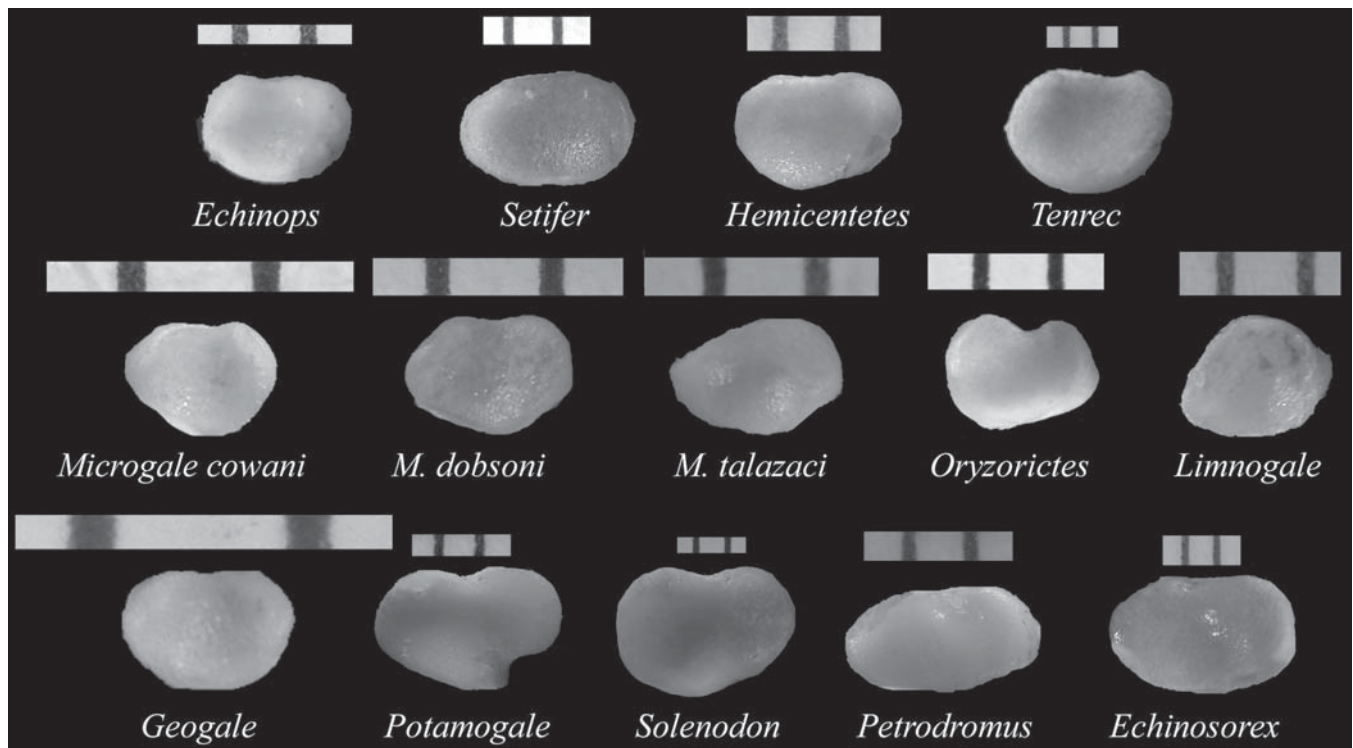 Echinops Setifer Hemicentetes Tenrec
Microgale cowani M. dobsoni M. talazaci Oryzorictes Limnogale
Geogale Potamogale Solenodon Petrodromus Echinosorex